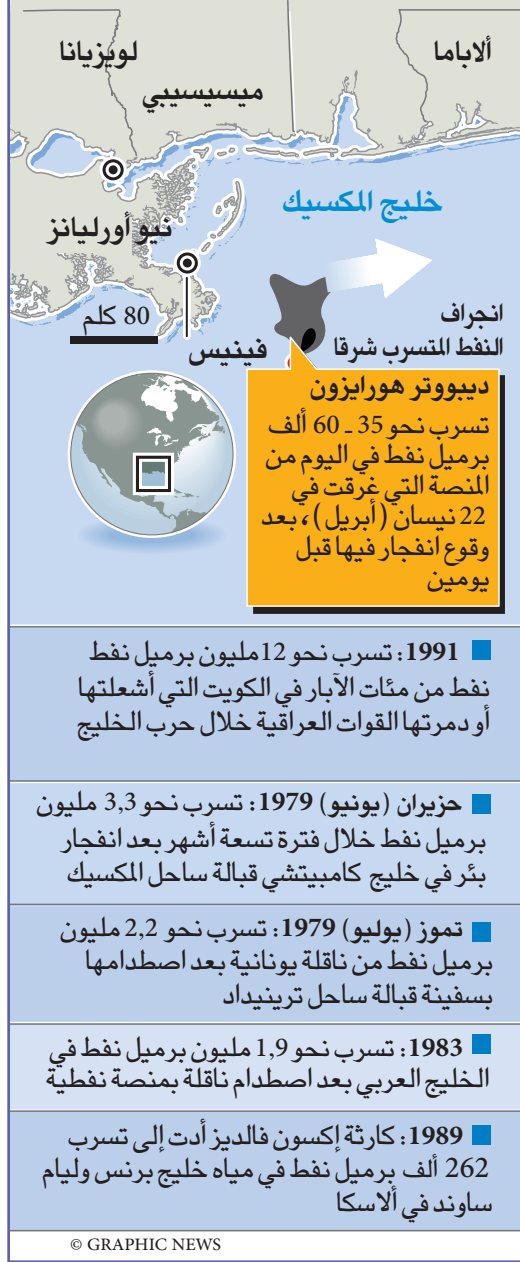 ألاباما
لويزيانا
ميسيسيبي
خليج المكسيك
نيو أورليانز
80 كلم
فينيس
انجراف
النفط المتسرب شرقا
ديبووتر هورايزون
تسرب نحو 35 ـ 60 ألف
برميل نفط في اليوم من
المنصة التي غرقت في
22 نيسان (أبريل)، بعد
وقوع انفجار فيها قبل
يومين
1991: تسرب نحو 12 مليون برميل نفط
نفط من مئات الآبار في الكويت التي أشعلتها
أو دمرتها القوات العراقية خلال حرب الخليج
حزيران (يونيو) 1979: تسرب نحو 3,3 مليون
برميل نفط خلال فترة تسعة أشهر بعد انفجار
بئر في خليج كامبيتشي قبالة ساحل المكسيك
تموز (يوليو) 1979: تسرب نحو 2,2 مليون
برميل نفط من ناقلة يونانية بعد اصطدامها
بسفينة قبالة ساحل ترينيداد
1983: تسرب نحو 1,9 مليون برميل نفط في
الخليج العربي بعد اصطدام ناقلة بمنصة نفطية
1989: كارثة إكسون فالديز أدت إلى تسرب
262 ألف برميل نفط في مياه خليج برنس وليام
ساوند في ألاسكا
© GRAPHIC NEWS